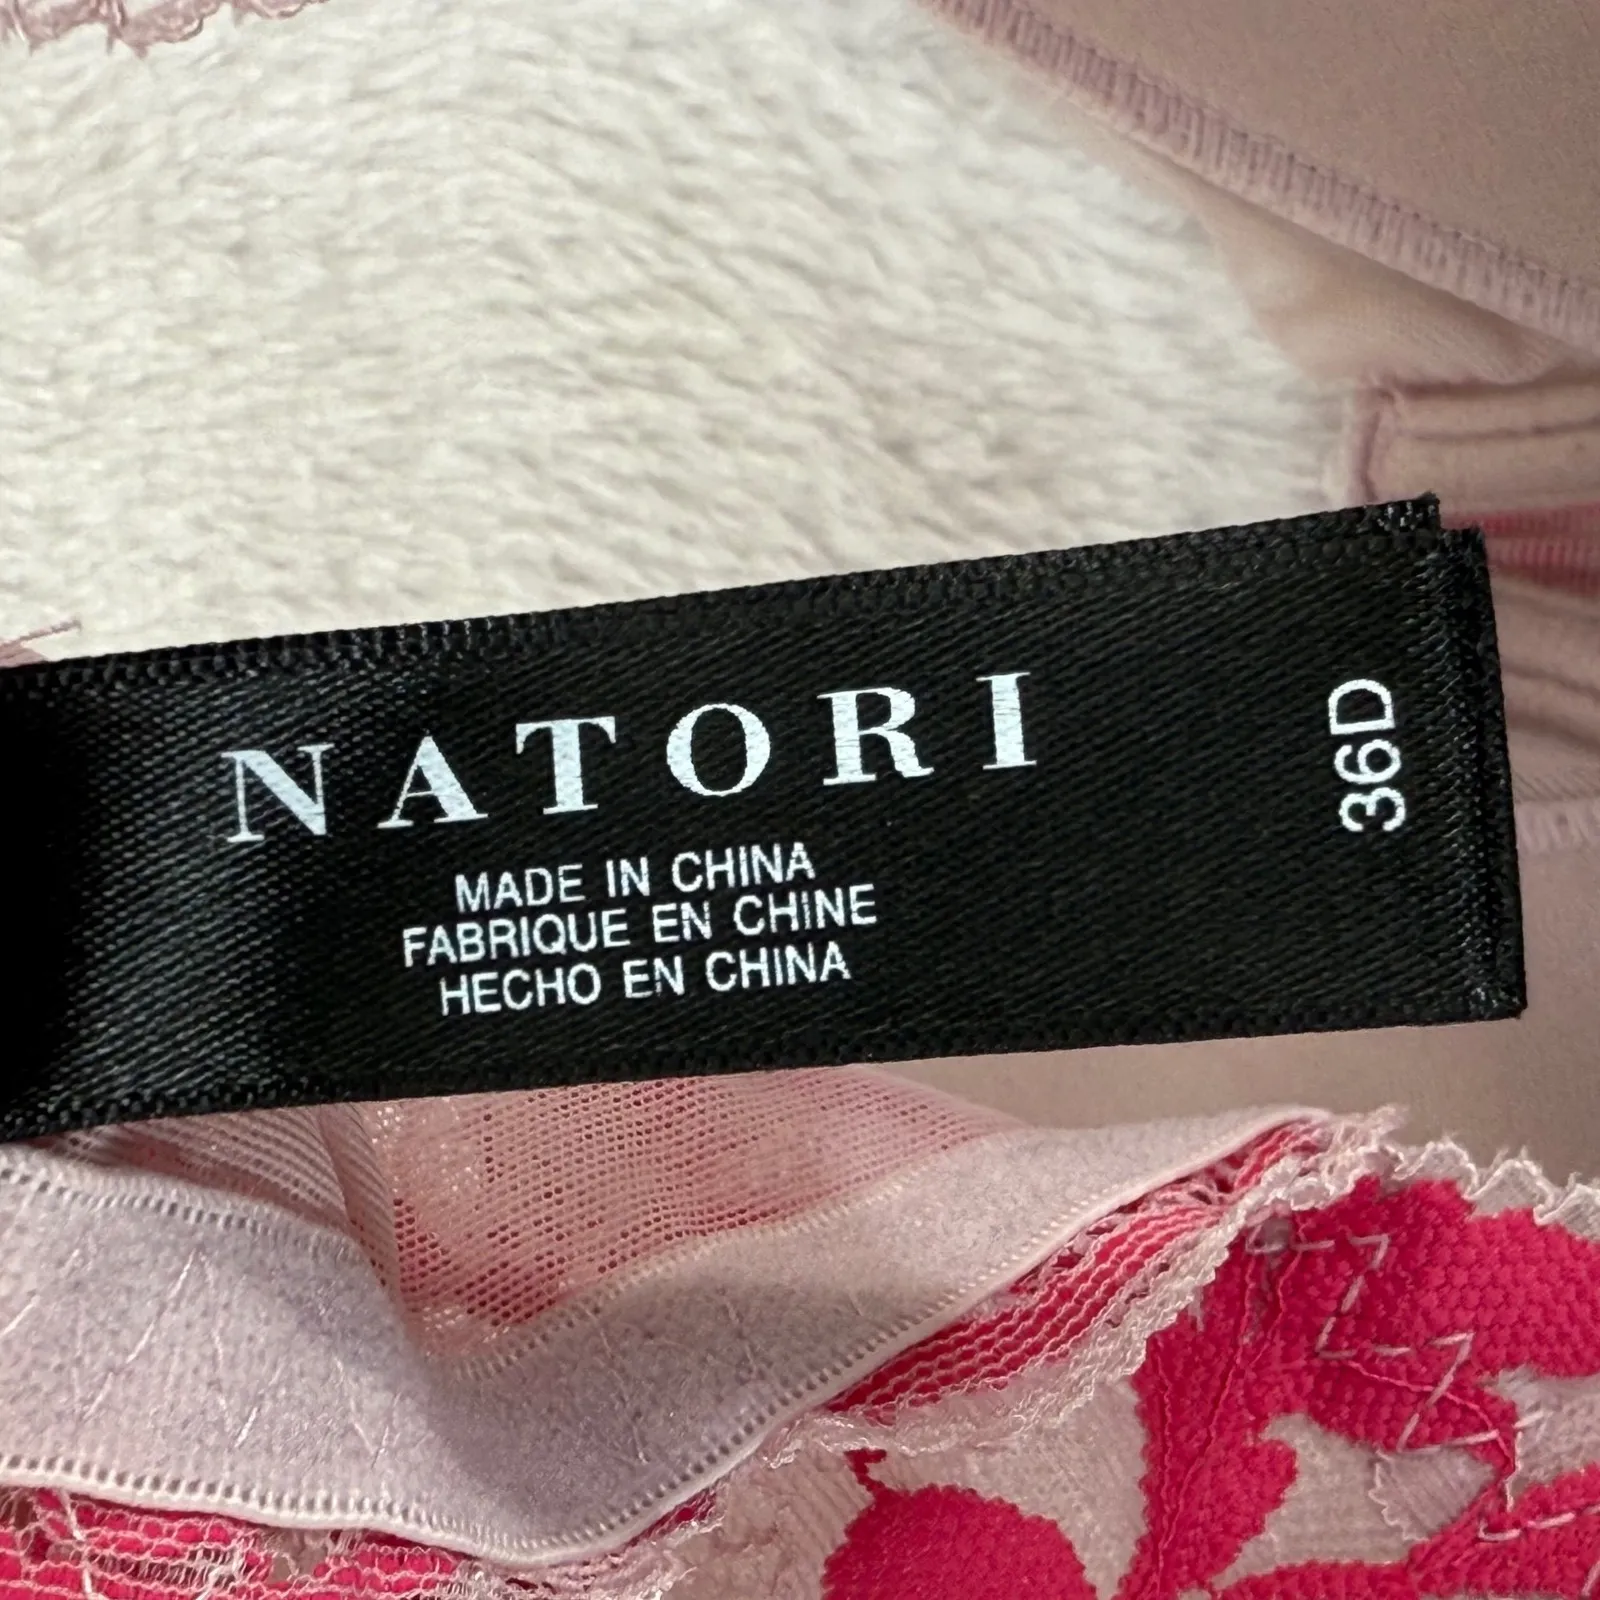 NATORI
MADE IN CHINA
FABRIQUE EN CHINE
HECHO EN CHINA
36D